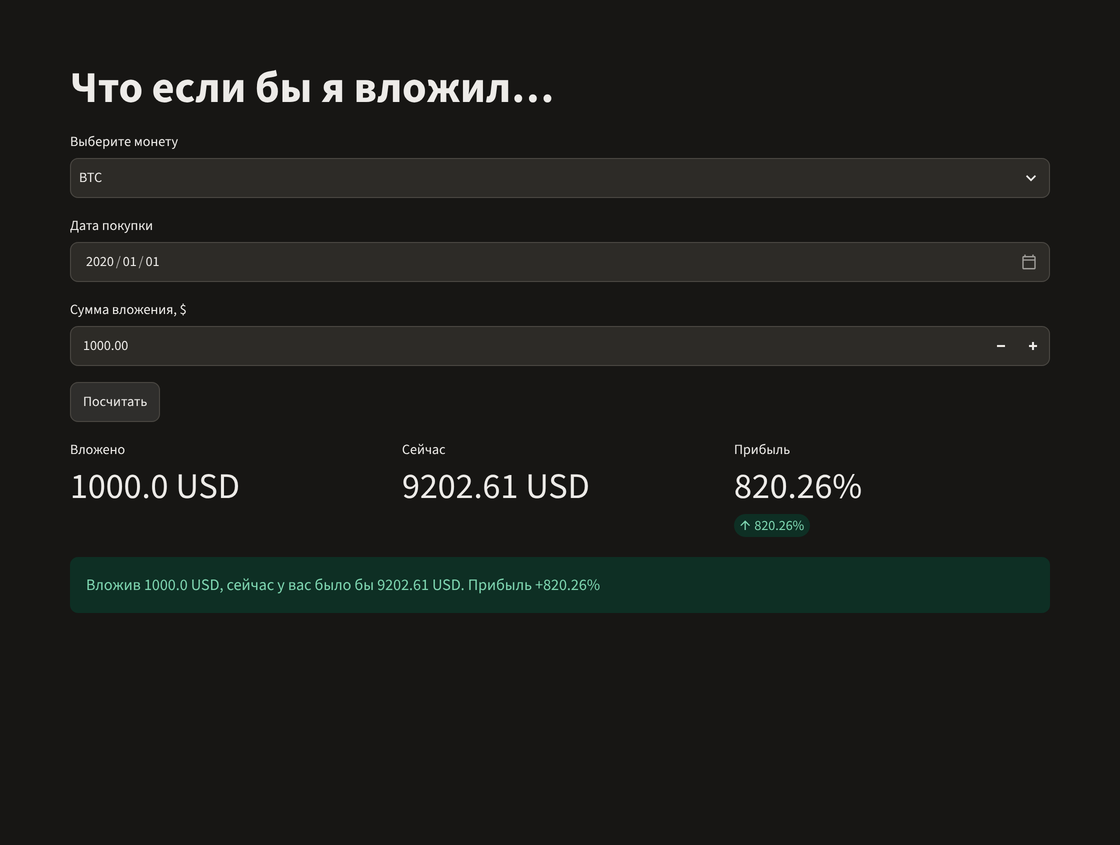 Что если бы я вложил...
Выберите монету
BTC
Дата покупки
2020/01/01
Сумма вложения, $
1000.00
Посчитать
Вложено
Сейчас
Прибыль
1000.0 USD
9202.61 USD
820.26%
↑ 820.26%
Вложив 1000.0 USD, сейчас у вас было бы 9202.61 USD. Прибыль +820.26%